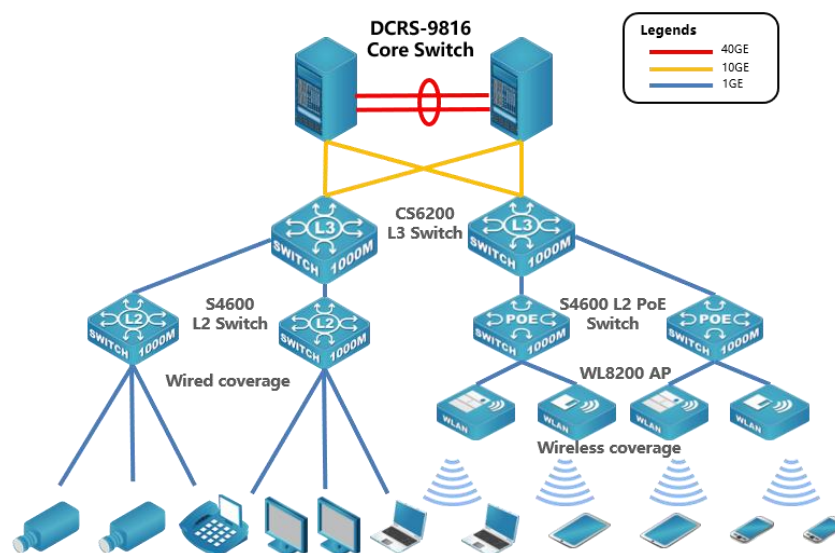 DCRS-9816
Core Switch
Legends
40GE
10GE
1GE
CS6200
L3 Switch
L3
SWITCH
1000M
L3
SWITCH
1000M
S4600
L2 Switch
S4600 L2 PoE
Switch
L2
SWITCH
1000M
L2
SWITCH
1000M
POE
SWITCH
1000M
POE
SWITCH
1000M
Wired coverage
WL8200 AP
WLAN
WLAN
WLAN
WLAN
Wireless coverage